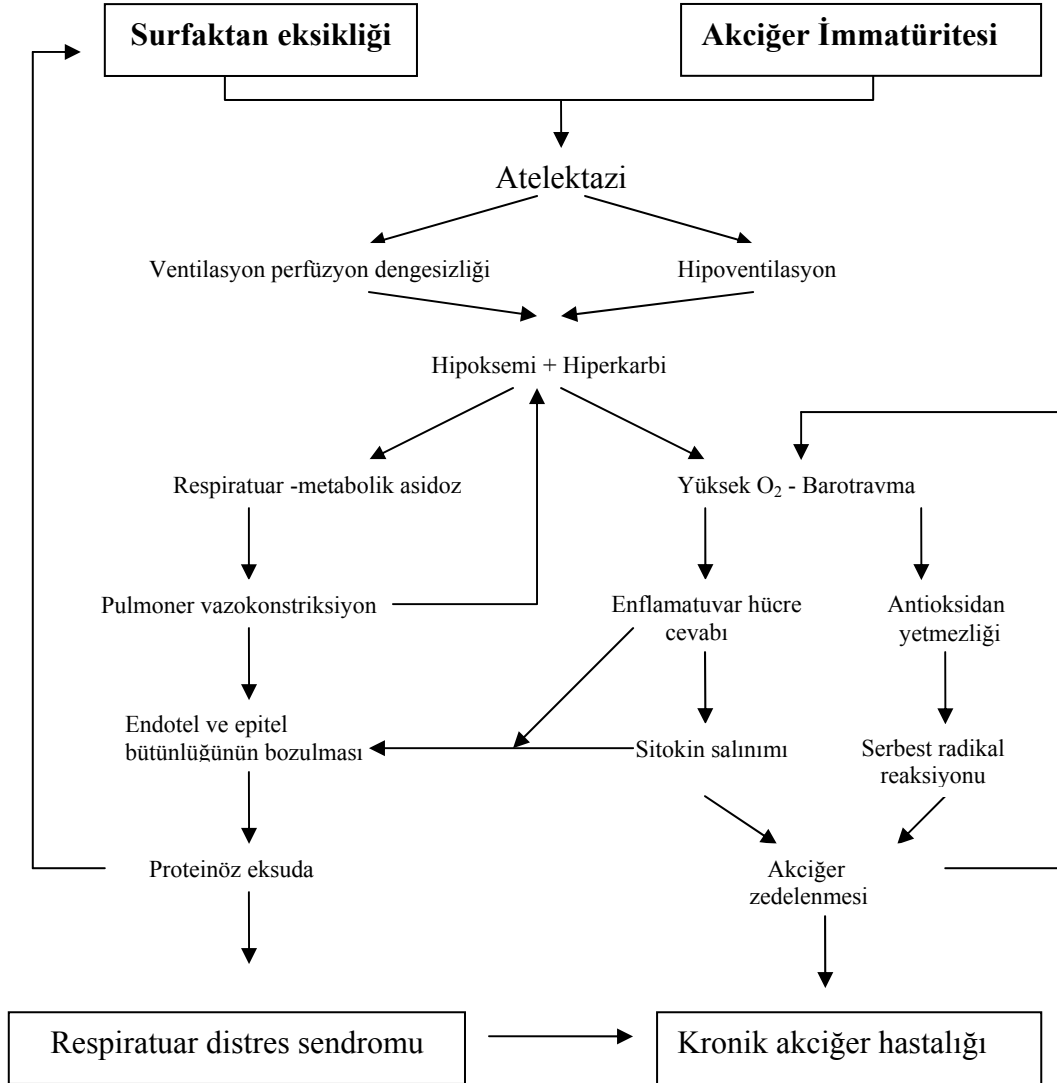 Surfaktan eksikliği
Akciğer İmmatüritesi
Atelektazi
Ventilasyon perfüzyon dengesizliği
Hipoventilasyon
Hipoksemi + Hiperkarbi
Respiratuar -metabolik asidoz
Yüksek O₂ - Barotravma
Pulmoner vazokonstriksiyon
Enflamatuvar hücre
cevabı
Antioksidan
yetmezliği
Endotel ve epitel
bütünlüğünün bozulması
Sitokin salınımı
Serbest radikal
reaksiyonu
Proteinöz eksuda
Akciğer
zedelenmesi
Respiratuar distres sendromu
Kronik akciğer hastalığı